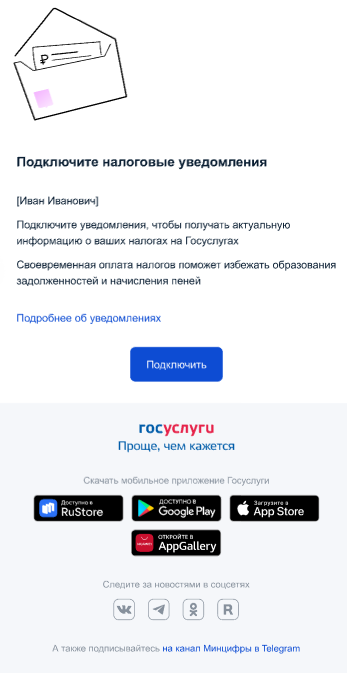 ₽
Подключите налоговые уведомления
[Иван Иванович]
Подключите уведомления, чтобы получать актуальную
информацию о ваших налогах на Госуслугах
Своевременная оплата налогов поможет избежать образования
задолженностей и начисления пеней
Подробнее об уведомлениях
Подключить
госуслуги
Проще, чем кажется
Скачать мобильное приложение Госуслуги
Доступно в
RuStore
ДОСТУПНО В
Google Play
Загрузите в
App Store
ОТКРОЙТЕ В
AppGallery
Следите за новостями в соцсетях
R
А также подписывайтесь на канал Минцифры в Telegram